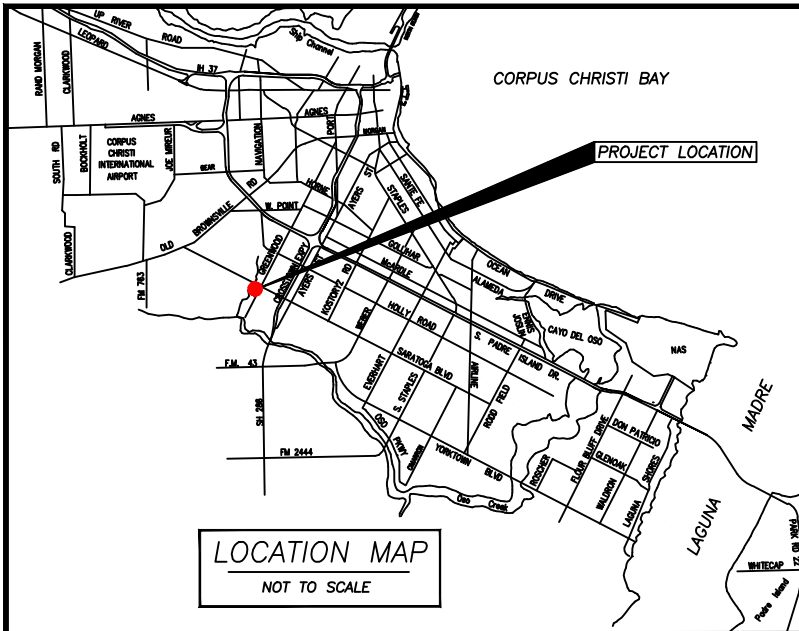 UP RIVER ROAD
LEOPARD
Ship Channel
RAND MORGAN
CLARKWOOD
IH 37
CORPUS CHRISTI BAY
AGNES
AGNES
PORT
NAVIGATION
MORGAN
SOUTH RD
BOCKHOLT
CORPUS
CHRISTI
INTERNATIONAL
AIRPORT
JOE MIREUR
BEAR
PROJECT LOCATION
HORNE
AYERS ST
STAPLES
SANTE FE
OLD BROWNSVILLE RD
W. POINT
CLARKWOOD
FM 763
GREENWOOD
CROSSTOWN EXPY
AYERS
KOSTORYZ RD
GOLLIHAR
McARDLE
OCEAN DRIVE
ALAMEDA
ENNIS
JOSLIN
CAYO DEL OSO
NAS
WEBER
HOLLY ROAD
S. PADRE ISLAND DR.
F.M. 43
SARATOGA BLVD
EVERHART
S. STAPLES
AIRLINE
RODD FIELD
SH 286
FM 2444
OSO PKWY
YORKTOWN BLVD
Oso Creek
ROSCHER
FLOUR BLUFF DRIVE
DON PATRICIO
GLENOAK
WALDRON
LAGUNA SHORES
LAGUNA MADRE
PARK RD 22
WHITECAP
Padre Island
LOCATION MAP
NOT TO SCALE